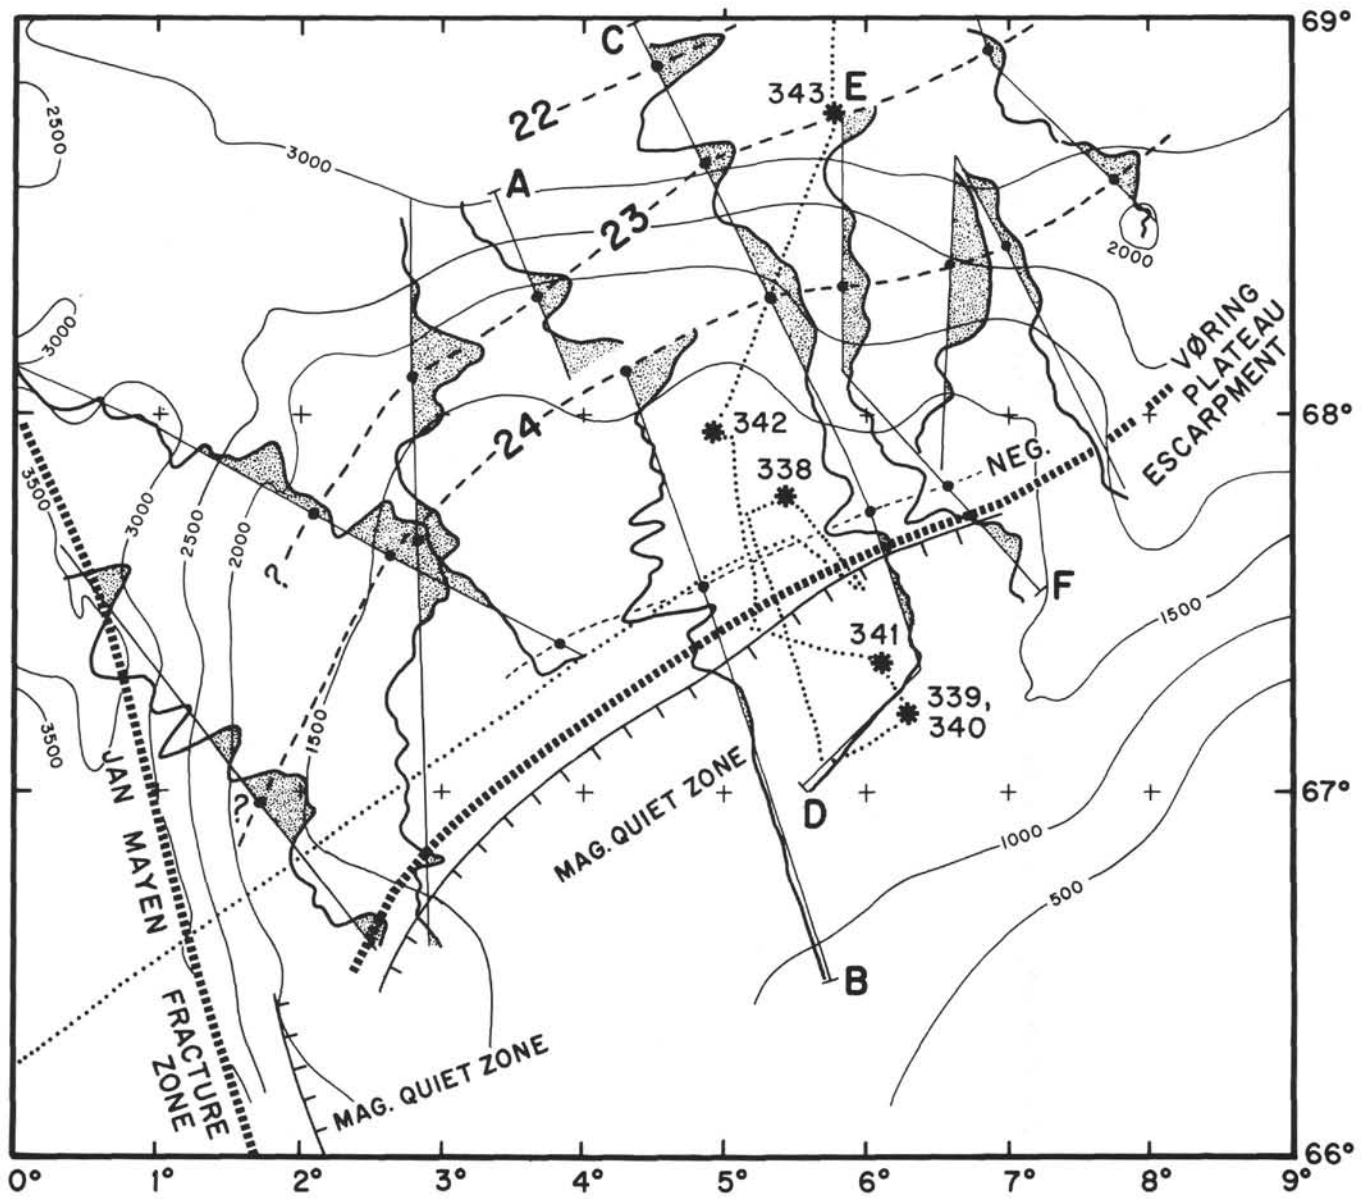 69°
C
343
E
2500
22
3000
A
23
2000
3000
VØRING
PLATEAU
ESCARPMENT
24
342
68°
NEG.
338
3500
3000
2500
2000
?
F
1500
341
339,
340
3500
1500
JAN MAYEN
FRACTURE
ZONE
?
MAG. QUIET ZONE
67°
D
1000
500
B
MAG. QUIET ZONE
66°
0° 1° 2° 3° 4° 5° 6° 7° 8° 9°